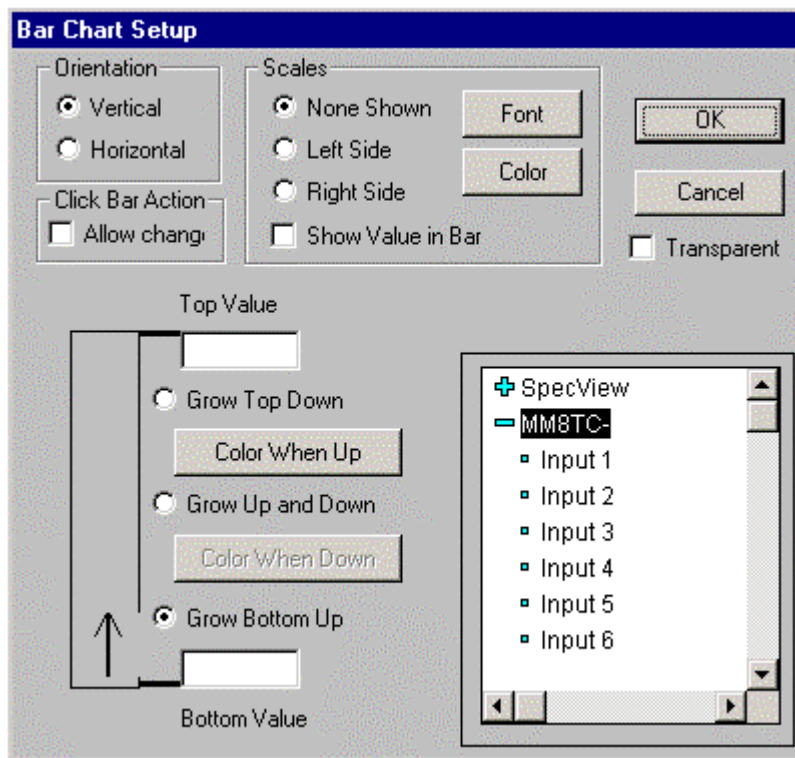 Bar Chart Setup
Orientation
Vertical
Horizontal
Click Bar Action
Allow chang
Scales
None Shown
Left Side
Right Side
Show Value in Bar
Font
Color
OK
Cancel
Transparent
Top Value
Grow Top Down
Color When Up
Grow Up and Down
Color When Down
Grow Bottom Up
Bottom Value
SpecView
MM8TC-
Input 1
Input 2
Input 3
Input 4
Input 5
Input 6